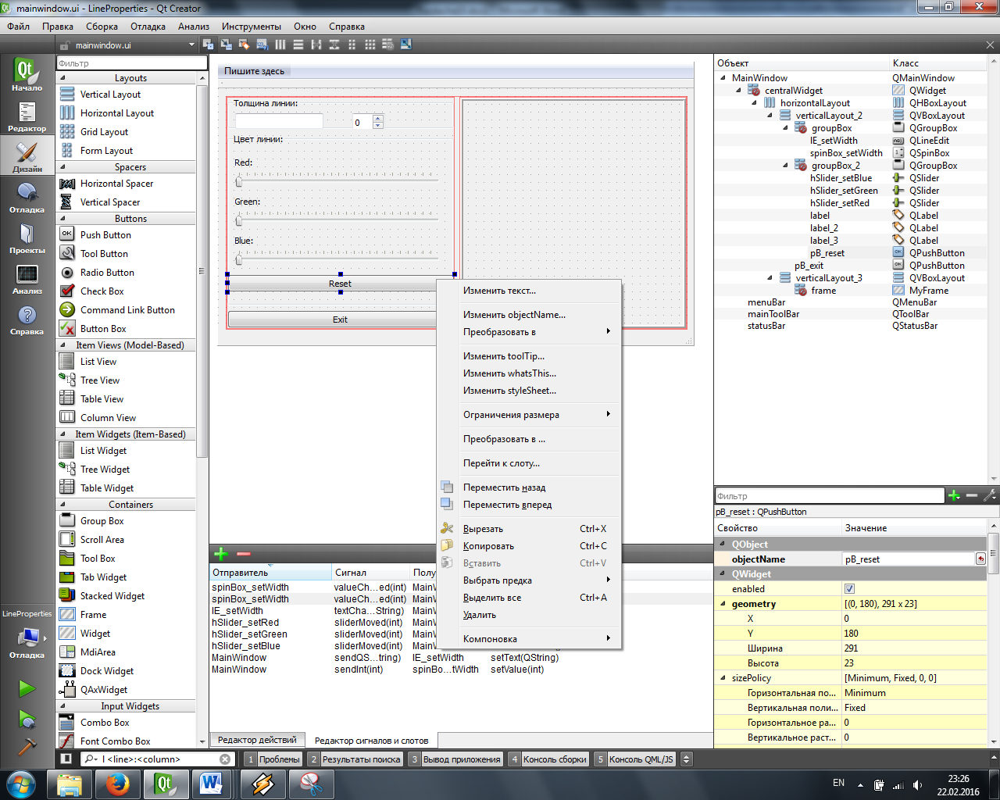 mainwindow.ui - LineProperties - Qt Creator
Файл Правка Сборка Отладка Анализ Инструменты Окно Справка
mainwindow.ui
Начало
Редактор
Дизайн
Отладка
Проекты
Анализ
Справка
LineProperties
Отладка
Фильтр
Layouts
Vertical Layout
Horizontal Layout
Grid Layout
Form Layout
Spacers
Horizontal Spacer
Vertical Spacer
Buttons
Push Button
Tool Button
Radio Button
Check Box
Command Link Button
Button Box
Item Views (Model-Based)
List View
Tree View
Table View
Column View
Item Widgets (Item-Based)
List Widget
Tree Widget
Table Widget
Containers
Group Box
Scroll Area
Tool Box
Tab Widget
Stacked Widget
Frame
Widget
MdiArea
Dock Widget
QAxWidget
Input Widgets
Combo Box
Font Combo Box
Пишите здесь
Толщина линии:
0
Цвет линии:
Red:
Green:
Blue:
Reset
Exit
Изменить текст...
Изменить objectName...
Преобразовать в
Изменить toolTip...
Изменить whatsThis...
Изменить styleSheet...
Ограничения размера
Преобразовать в ...
Перейти к слоту...
Переместить назад
Переместить вперед
Вырезать Ctrl+X
Копировать Ctrl+C
Вставить Ctrl+V
Выбрать предка
Выделить все Ctrl+A
Удалить
Компоновка
Отправитель Сигнал Полу
spinBox_setWidth valueCh...ed(int) MainW
spinBox_setWidth valueCh...ed(int) MainW
lE_setWidth textCha...String) MainW
hSlider_setRed sliderMoved(int) MainW
hSlider_setGreen sliderMoved(int) MainW
hSlider_setBlue sliderMoved(int) MainW
MainWindow sendQS...tring) lE_setWidth setText(QString)
MainWindow sendInt(int) spinBo...tWidth setValue(int)
Редактор действий Редактор сигналов и слотов
Объект Класс
MainWindow QMainWindow
centralWidget QWidget
horizontalLayout QHBoxLayout
verticalLayout_2 QVBoxLayout
groupBox QGroupBox
lE_setWidth QLineEdit
spinBox_setWidth QSpinBox
groupBox_2 QGroupBox
hSlider_setBlue QSlider
hSlider_setGreen QSlider
hSlider_setRed QSlider
label QLabel
label_2 QLabel
label_3 QLabel
pB_reset QPushButton
pB_exit QPushButton
verticalLayout_3 QVBoxLayout
frame MyFrame
menuBar QMenuBar
mainToolBar QToolBar
statusBar QStatusBar
Фильтр
pB_reset : QPushButton
Свойство Значение
QObject
objectName pB_reset
QWidget
enabled
geometry [(0, 180), 291 x 23]
X 0
Y 180
Ширина 291
Высота 23
sizePolicy [Minimum, Fixed, 0, 0]
Горизонтальная по... Minimum
Вертикальная поли... Fixed
Горизонтальное ра... 0
Вертикальное раст... 0
l <line>:<column> 1 Проблемы 2 Результаты поиска 3 Вывод приложения 4 Консоль сборки 5 Консоль QML/JS
EN 23:26
22.02.2016